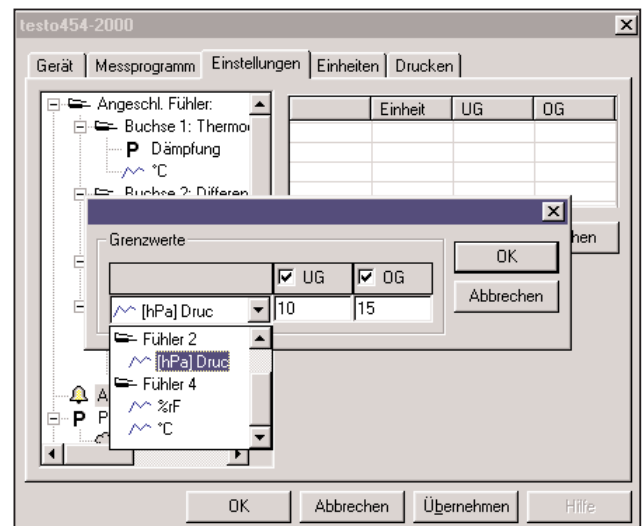 testo454-2000
Gerät Messprogramm Einstellungen Einheiten Drucken
Angeschl. Fühler:
Einheit UG OG
Buchse 1: Thermo
P Dämpfung
°C
Buchse 2: Differen
Grenzwerte
UG OG
OK
[hPa] Druc 10 15
Abbrechen
hen
Fühler 2
[hPa] Druc
Fühler 4
%rF
°C
A
P P
OK Abbrechen Übernehmen Hilfe